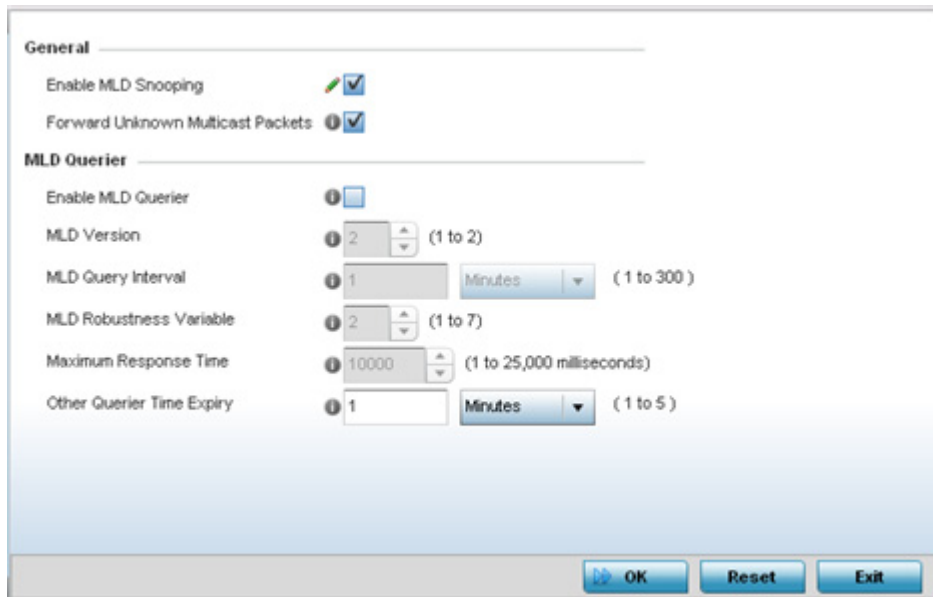 General
Enable MLD Snooping
Forward Unknown Multicast Packets
MLD Querier
Enable MLD Querier
MLD Version 2 (1 to 2)
MLD Query Interval 1 Minutes ( 1 to 300 )
MLD Robustness Variable 2 (1 to 7)
Maximum Response Time 10000 (1 to 25,000 milliseconds)
Other Querier Time Expiry 1 Minutes ( 1 to 5 )
OK Reset Exit